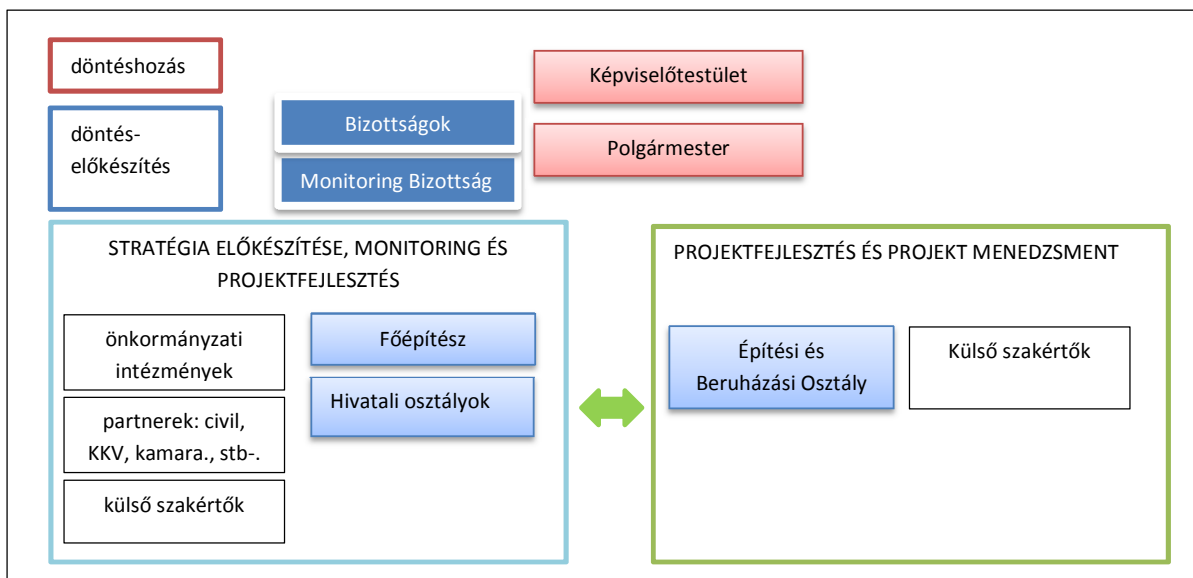 döntéshozás
döntés-
előkészítés
Bizottságok
Monitoring Bizottság
Képviselőtestület
Polgármester
STRATÉGIA ELŐKÉSZÍTÉSE, MONITORING ÉS
PROJEKTFEJLESZTÉS
önkormányzati
intézmények
partnerek: civil,
KKV, kamara., stb-.
külső szakértők
Főépítész
Hivatali osztályok
PROJEKTFEJLESZTÉS ÉS PROJEKT MENEDZSMENT
Építési és
Beruházási Osztály
Külső szakértők